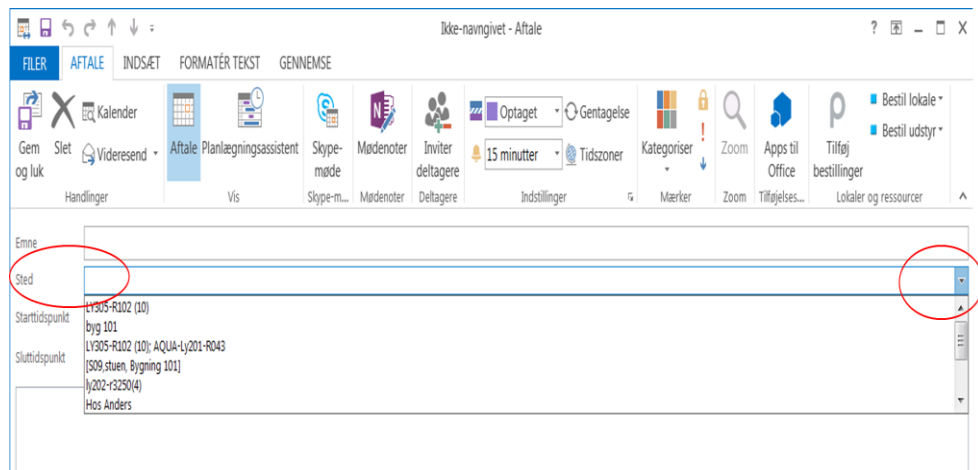 Ikke-navngivet - Aftale
FILER AFTALE INDSÆT FORMATÉR TEKST GENNEMSE
Gem og luk
Slet
Kalender
Videresend
Handlinger
Aftale
Planlægningsassistent
Vis
Skype-møde
Skype-m...
Mødenoter
Mødenoter
Inviter deltagere
Deltagere
Optaget
Gentagelse
15 minutter
Tidszoner
Indstillinger
Kategoriser
Mærker
Zoom
Zoom
Apps til Office
Tilføjelses...
Tilføj bestillinger
Bestil lokale
Bestil udstyr
Lokaler og ressourcer
Emne
Sted
LY305-R102 (10)
Starttidspunkt
byg 101
LY305-R102 (10); AQUA-Ly201-R043
Sluttidspunkt
[S09,stuen, Bygning 101]
ly202-r3250(4)
Hos Anders